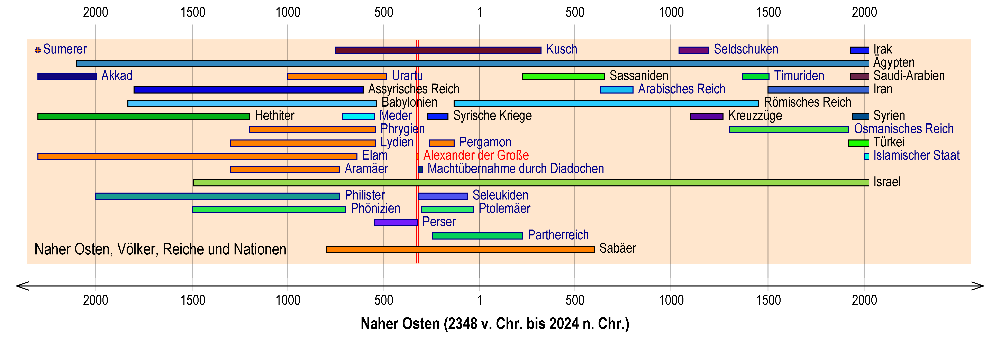 2000 1500 1000 500 1 500 1000 1500 2000
Sumerer Kusch Seldschuken Irak
Ägypten
Akkad Urartu Sassaniden Timuriden Saudi-Arabien
Assyrisches Reich Arabisches Reich Iran
Babylonien Römisches Reich
Hethiter Meder Syrische Kriege Kreuzzüge Syrien
Phrygien Osmanisches Reich
Lydien Pergamon Türkei
Elam Alexander der Große Islamischer Staat
Aramäer Machtübernahme durch Diadochen
Israel
Philister Seleukiden
Phönizien Ptolemäer
Perser
Partherreich
Naher Osten, Völker, Reiche und Nationen Sabäer
2000 1500 1000 500 1 500 1000 1500 2000
Naher Osten (2348 v. Chr. bis 2024 n. Chr.)